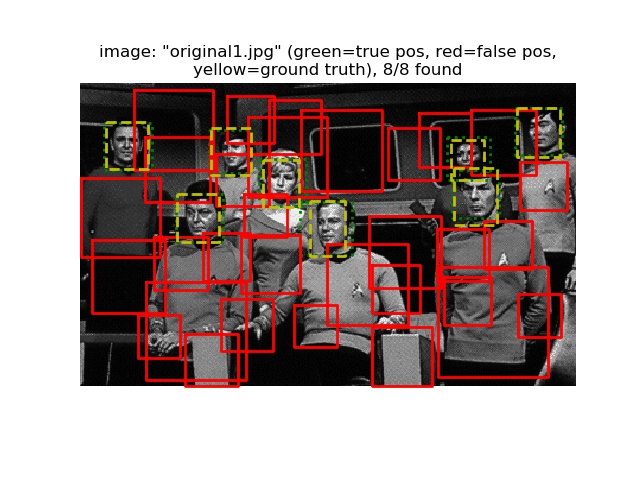 image: "original1.jpg" (green=true pos, red=false pos,
yellow=ground truth), 8/8 found